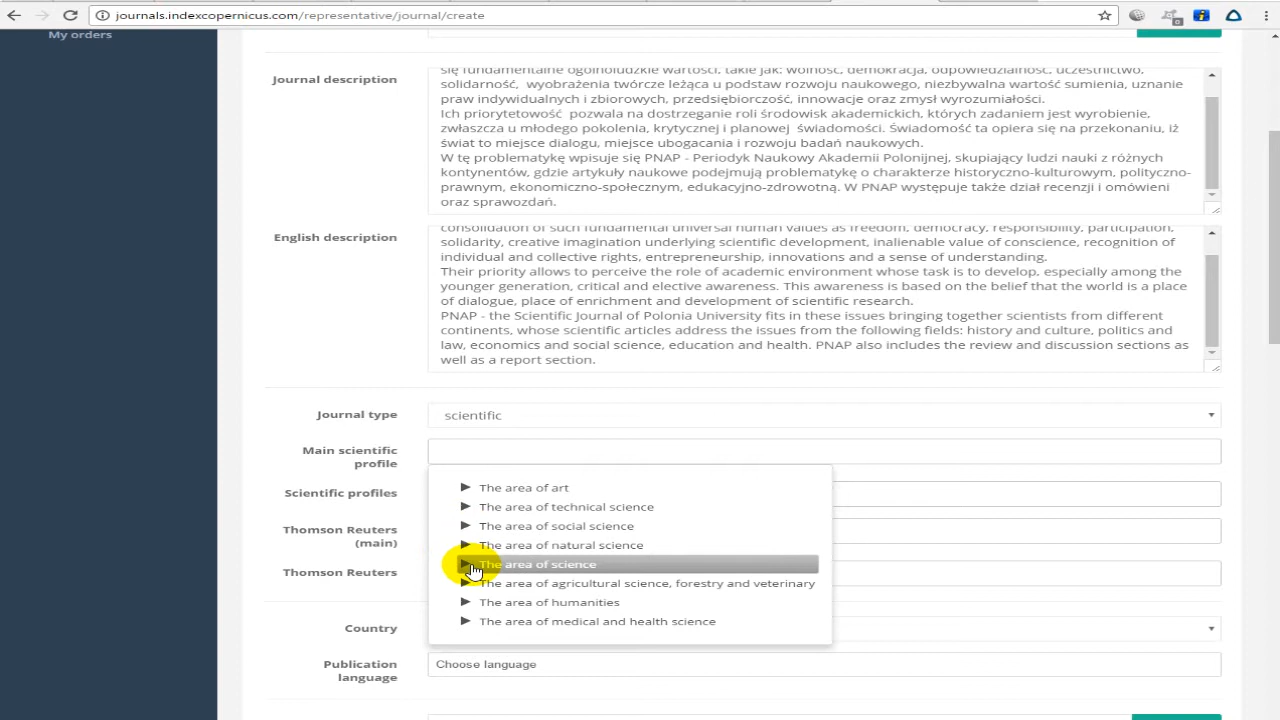 journals.indexcopernicus.com/representative/journal/create
My orders
Journal description
się fundamentalne ogólnoludzkie wartości, takie jak: wolność, demokracja, odpowiedzialność, uczestnictwo,
solidarność, wyobrażenia twórcze leżąca u podstaw rozwoju naukowego, niezbywalna wartość sumienia, uznanie
praw indywidualnych i zbiorowych, przedsiębiorczość, innowacje oraz zmysł wyrozumiałości.
Ich priorytetowość pozwala na dostrzeganie roli środowisk akademickich, których zadaniem jest wyrobienie,
zwłaszcza u młodego pokolenia, krytycznej i planowej świadomości. Świadomość ta opiera się na przekonaniu, iż
świat to miejsce dialogu, miejsce ubogacania i rozwoju badań naukowych.
W tę problematykę wpisuje się PNAP - Periodyk Naukowy Akademii Polonijnej, skupiający ludzi nauki z różnych
kontynentów, gdzie artykuły naukowe podejmują problematykę o charakterze historyczno-kulturowym, polityczno-
prawnym, ekonomiczno-społecznym, edukacyjno-zdrowotną. W PNAP występuje także dział recenzji i omówieni
oraz sprawozdań.
English description
consolidation of such fundamental universal human values as freedom, democracy, responsibility, participation,
solidarity, creative imagination underlying scientific development, inalienable value of conscience, recognition of
individual and collective rights, entrepreneurship, innovations and a sense of understanding.
Their priority allows to perceive the role of academic environment whose task is to develop, especially among the
younger generation, critical and elective awareness. This awareness is based on the belief that the world is a place
of dialogue, place of enrichment and development of scientific research.
PNAP - the Scientific Journal of Polonia University fits in these issues bringing together scientists from different
continents, whose scientific articles address the issues from the following fields: history and culture, politics and
law, economics and social science, education and health. PNAP also includes the review and discussion sections as
well as a report section.
Journal type
scientific
Main scientific
profile
Scientific profiles
Thomson Reuters
(main)
Thomson Reuters
The area of art
The area of technical science
The area of social science
The area of natural science
The area of science
The area of agricultural science, forestry and veterinary
The area of humanities
The area of medical and health science
Country
Publication
language
Choose language